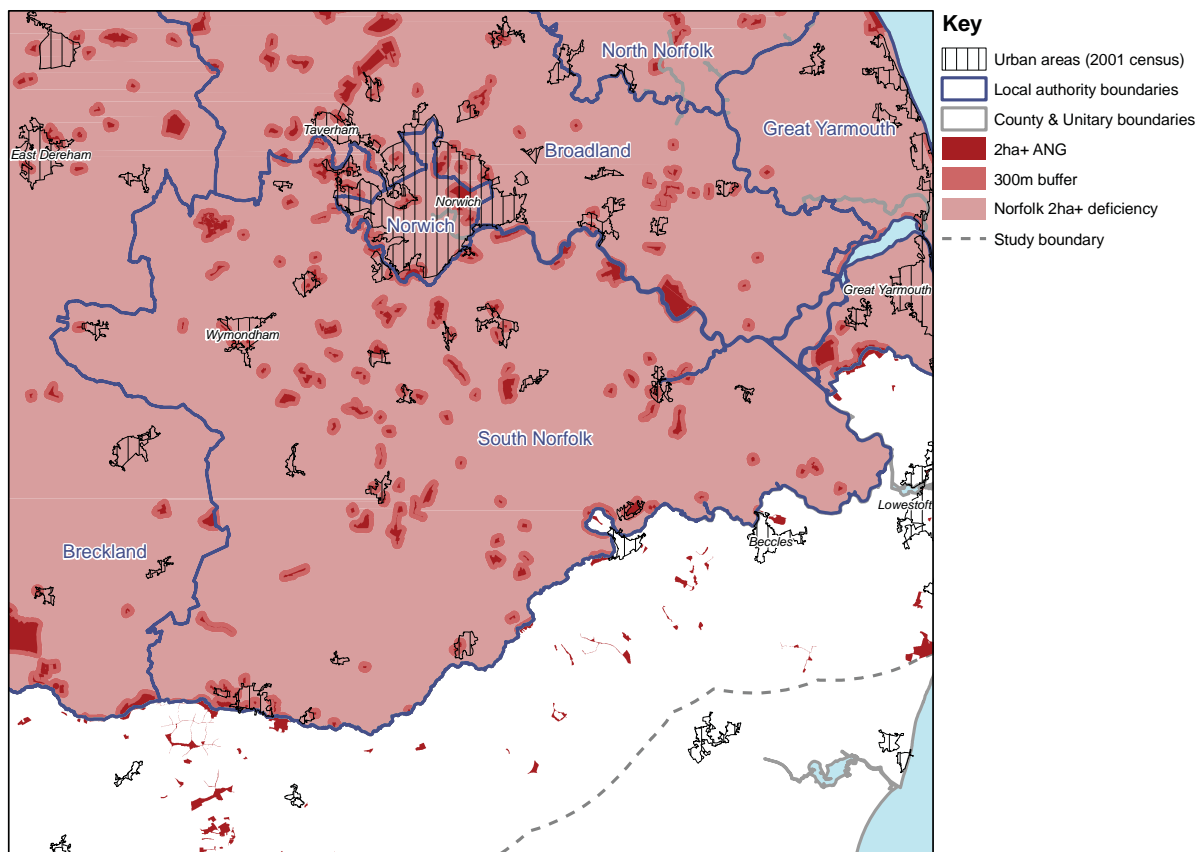 North Norfolk
Great Yarmouth
Taverham
East Dereham
Broadland
Norwich
Norwich
Great Yarmouth
Wymondham
South Norfolk
Lowestoft
Beccles
Breckland
Key
Urban areas (2001 census)
Local authority boundaries
County & Unitary boundaries
2ha+ ANG
300m buffer
Norfolk 2ha+ deficiency
Study boundary